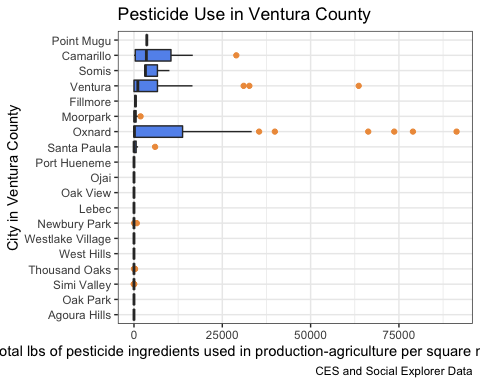 Pesticide Use in Ventura County
City in Ventura County
Point Mugu
Camarillo
Somis
Ventura
Fillmore
Moorpark
Oxnard
Santa Paula
Port Hueneme
Ojai
Oak View
Lebec
Newbury Park
Westlake Village
West Hills
Thousand Oaks
Simi Valley
Oak Park
Agoura Hills
0 25000 50000 75000
lbs of pesticide ingredients used in production-agriculture per square
CES and Social Explorer Data